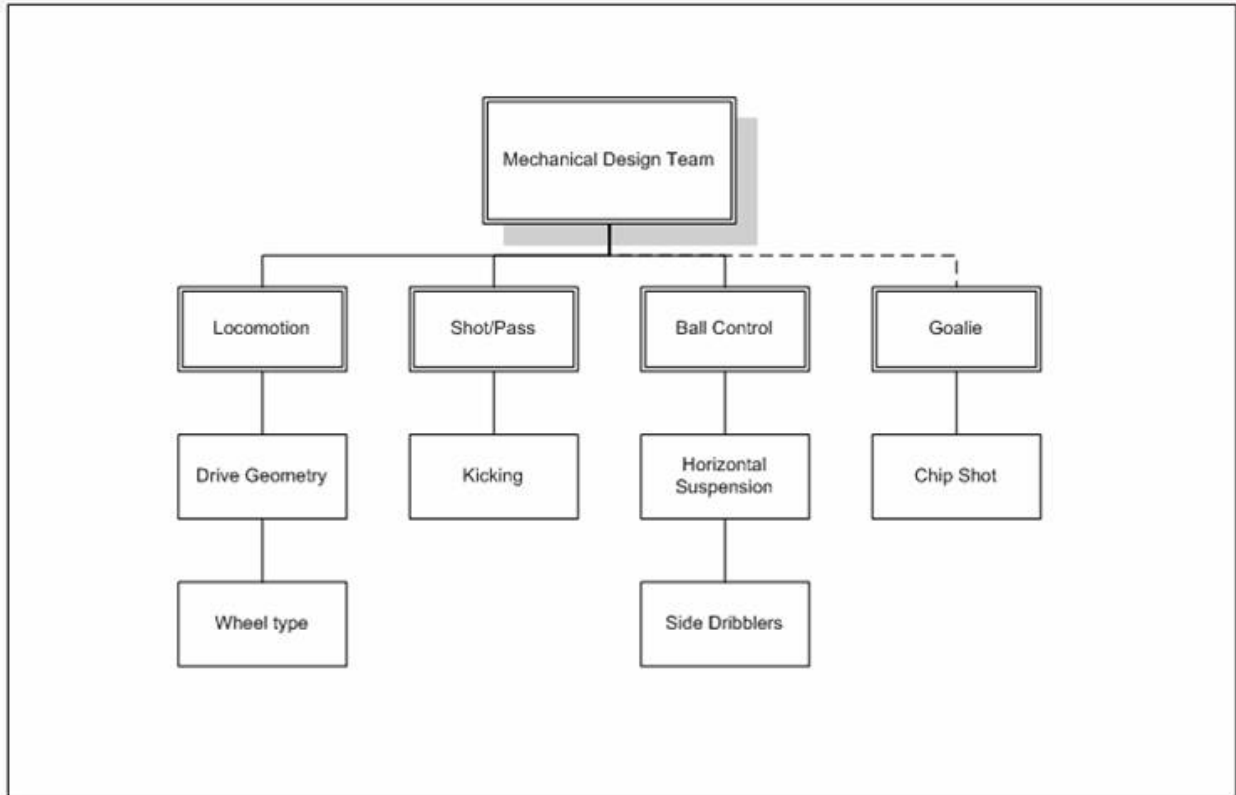 Mechanical Design Team
Locomotion
Shot/Pass
Ball Control
Goalie
Drive Geometry
Kicking
Horizontal
Suspension
Chip Shot
Wheel type
Side Dribblers